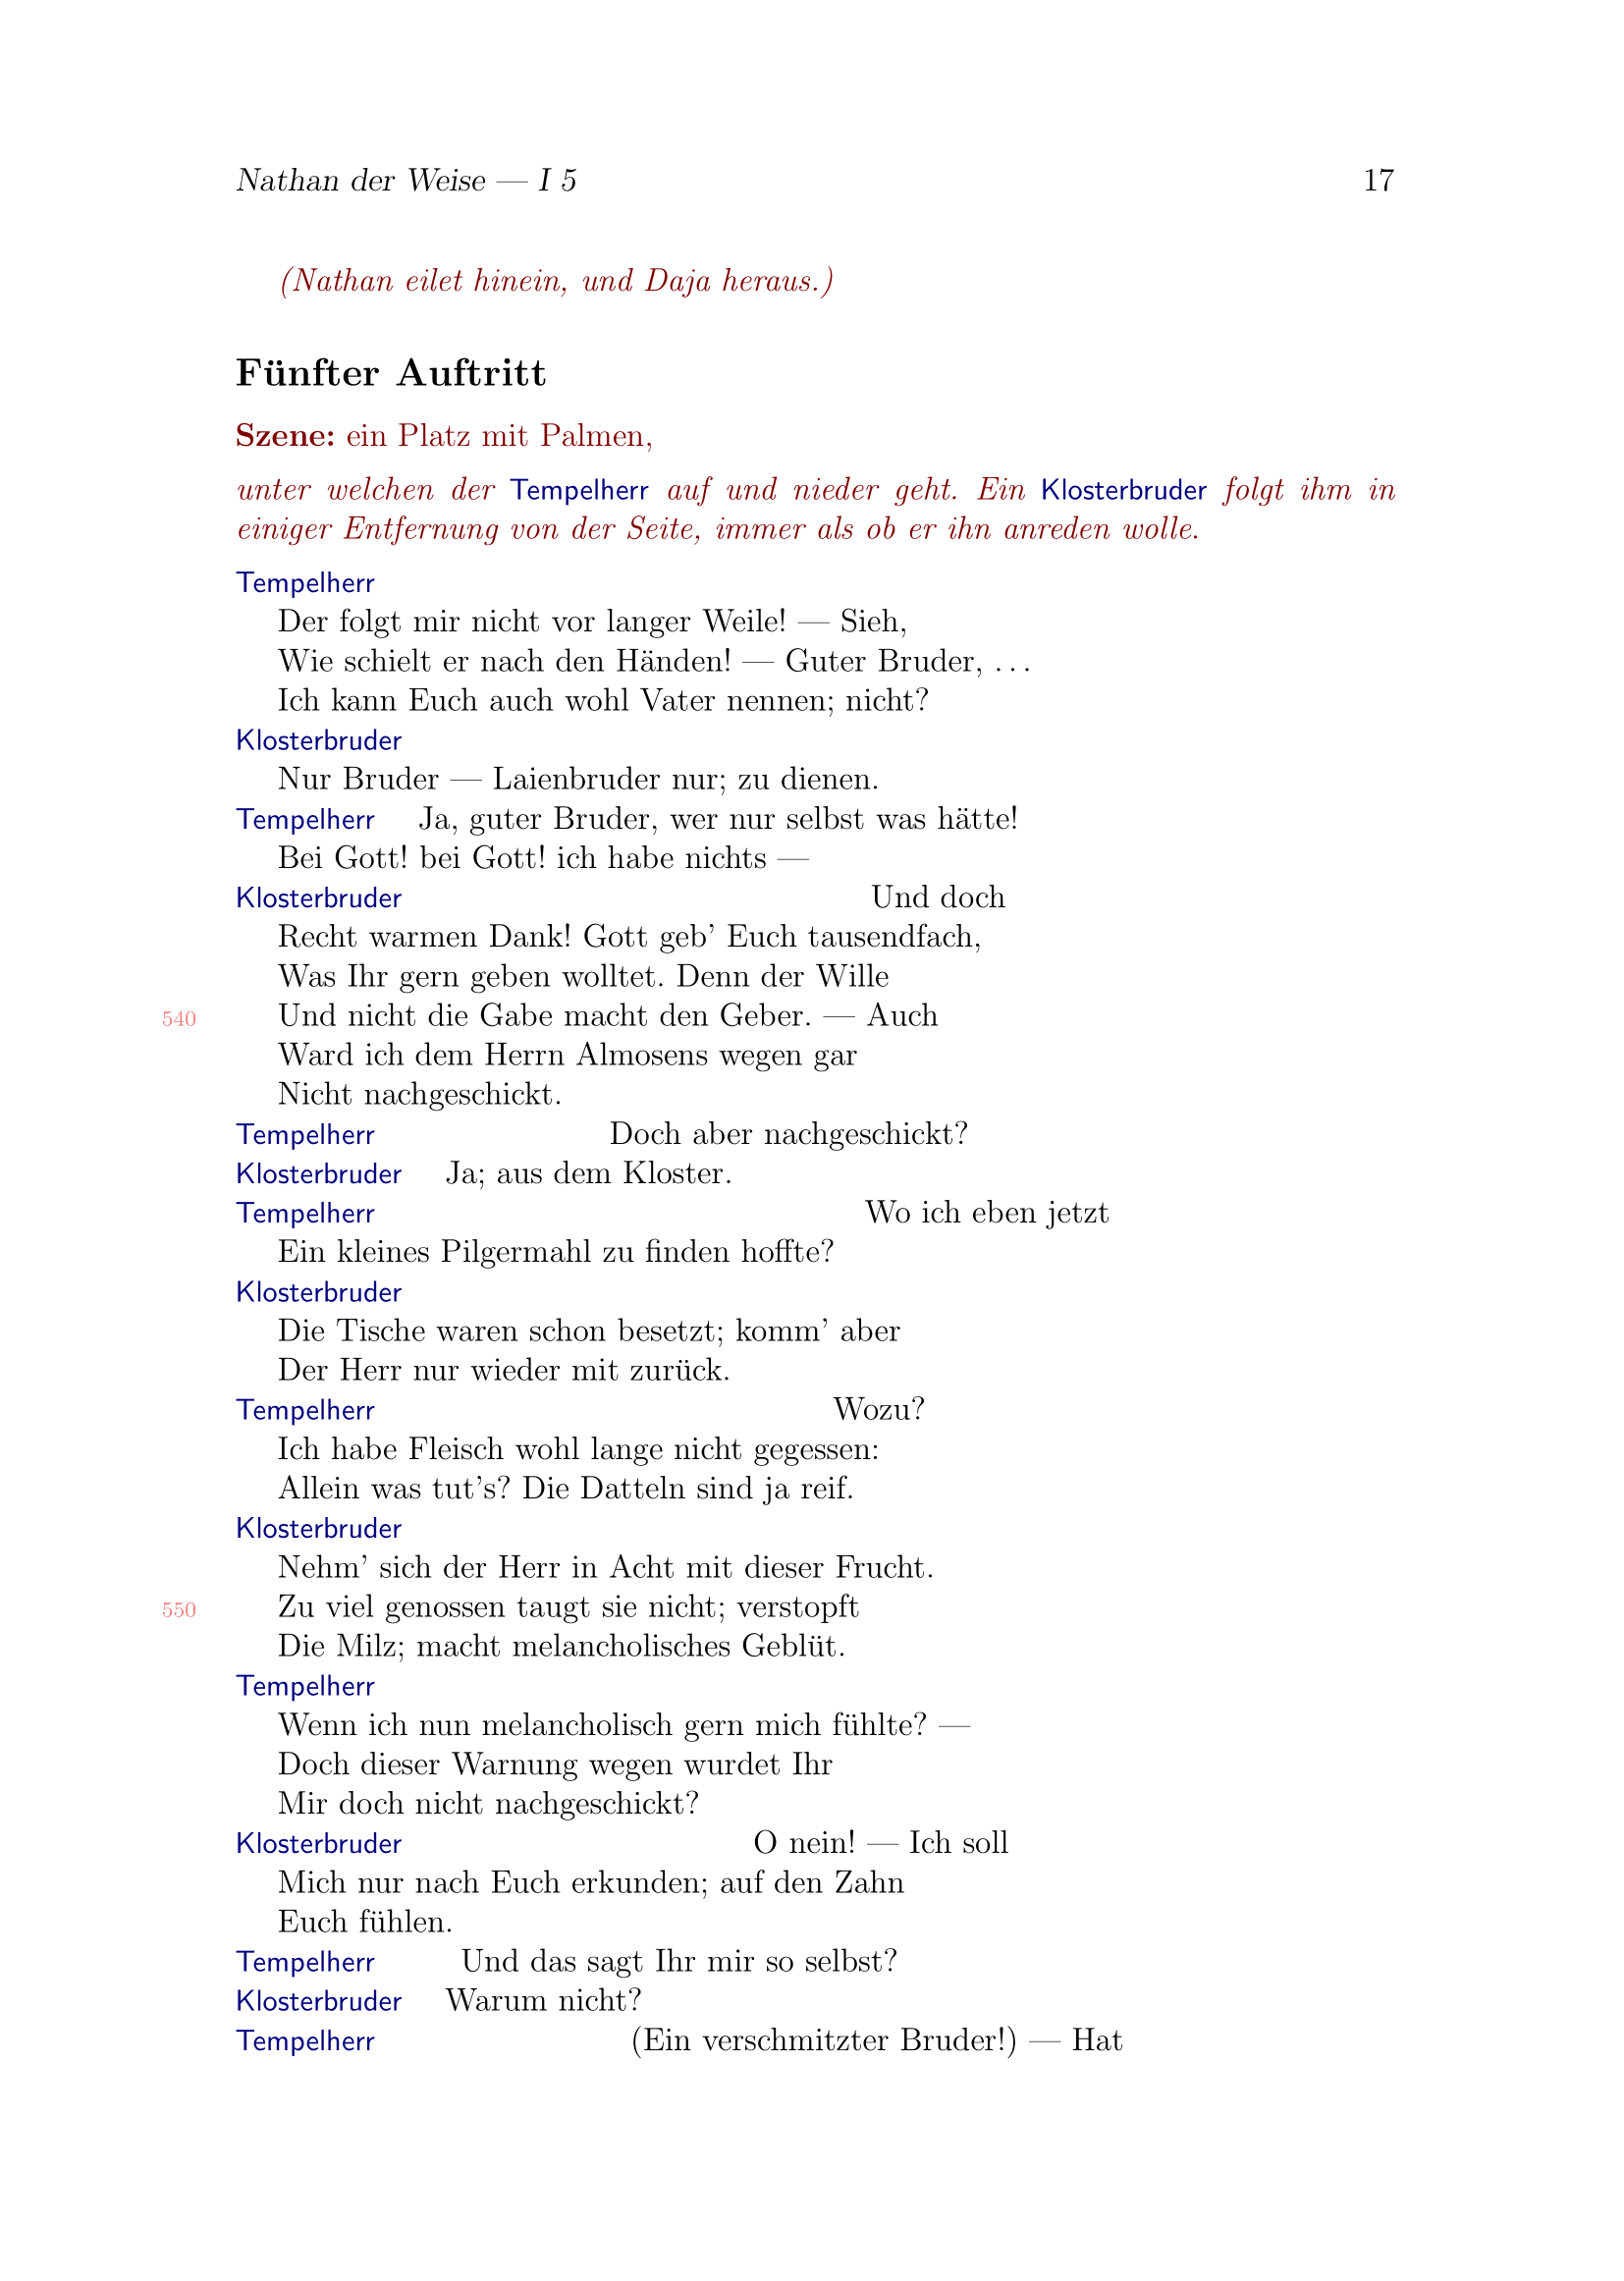 Nathan der Weise — I 5 17
(Nathan eilet hinein, und Daja heraus.)
Fünfter Auftritt
Szene: ein Platz mit Palmen,
unter welchen der Tempelherr auf und nieder geht. Ein Klosterbruder folgt ihm in
einiger Entfernung von der Seite, immer als ob er ihn anreden wolle.
Tempelherr
Der folgt mir nicht vor langer Weile! — Sieh,
Wie schielt er nach den Händen! — Guter Bruder, ...
Ich kann Euch auch wohl Vater nennen; nicht?
Klosterbruder
Nur Bruder — Laienbruder nur; zu dienen.
Tempelherr Ja, guter Bruder, wer nur selbst was hätte!
Bei Gott! bei Gott! ich habe nichts —
Klosterbruder Und doch
Recht warmen Dank! Gott geb’ Euch tausendfach,
Was Ihr gern geben wolltet. Denn der Wille
540 Und nicht die Gabe macht den Geber. — Auch
Ward ich dem Herrn Almosens wegen gar
Nicht nachgeschickt.
Tempelherr Doch aber nachgeschickt?
Klosterbruder Ja; aus dem Kloster.
Tempelherr Wo ich eben jetzt
Ein kleines Pilgermahl zu finden hoffte?
Klosterbruder
Die Tische waren schon besetzt; komm’ aber
Der Herr nur wieder mit zurück.
Tempelherr Wozu?
Ich habe Fleisch wohl lange nicht gegessen:
Allein was tut’s? Die Datteln sind ja reif.
Klosterbruder
Nehm’ sich der Herr in Acht mit dieser Frucht.
550 Zu viel genossen taugt sie nicht; verstopft
Die Milz; macht melancholisches Geblüt.
Tempelherr
Wenn ich nun melancholisch gern mich fühlte? —
Doch dieser Warnung wegen wurdet Ihr
Mir doch nicht nachgeschickt?
Klosterbruder O nein! — Ich soll
Mich nur nach Euch erkunden; auf den Zahn
Euch fühlen.
Tempelherr Und das sagt Ihr mir so selbst?
Klosterbruder Warum nicht?
Tempelherr (Ein verschmitzter Bruder!) — Hat